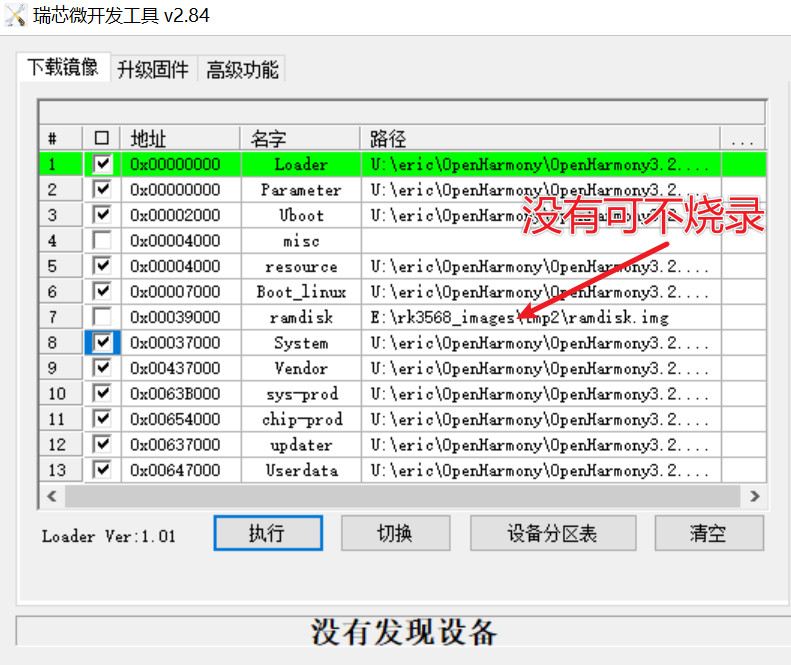 瑞芯微开发工具 v2.84
下载镜像 升级固件 高级功能
# 地址 名字 路径 ...
1 0x00000000 Loader U:\eric\OpenHarmony\OpenHarmony3.2....
2 0x00000000 Parameter U:\eric\OpenHarmony\OpenHarmony3.2....
3 0x00002000 Uboot U:\eric\OpenHarmony\OpenHarmony3.2....
没有可不烧录
4 0x00004000 misc
5 0x00004000 resource U:\eric\OpenHarmony\OpenHarmony3.2....
6 0x00007000 Boot_linux U:\eric\OpenHarmony\OpenHarmony3.2....
7 0x00039000 ramdisk E:\rk3568_images\tmp2\ramdisk.img
8 0x00037000 System U:\eric\OpenHarmony\OpenHarmony3.2....
9 0x00437000 Vendor U:\eric\OpenHarmony\OpenHarmony3.2....
10 0x0063B000 sys-prod U:\eric\OpenHarmony\OpenHarmony3.2....
11 0x00654000 chip-prod U:\eric\OpenHarmony\OpenHarmony3.2....
12 0x00637000 updater U:\eric\OpenHarmony\OpenHarmony3.2....
13 0x00647000 Userdata U:\eric\OpenHarmony\OpenHarmony3.2....
Loader Ver:1.01 执行 切换 设备分区表 清空
没有发现设备